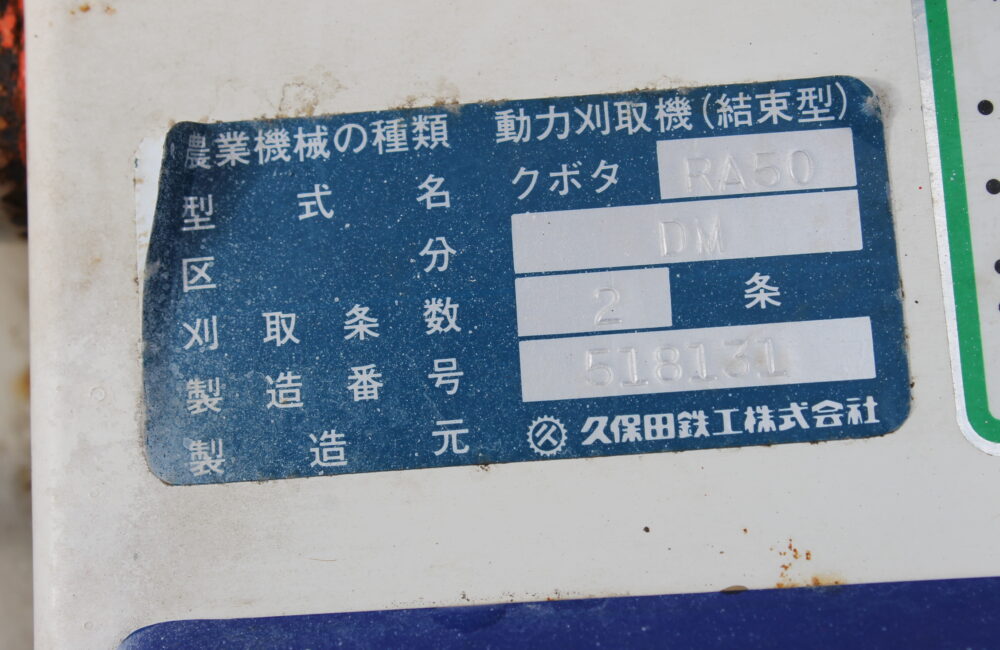 農業機械の種類 動力刈取機(結束型)
型式名 クボタ RA50
区分 DM
刈取条数 2 条
製造番号 518131
製造元 久保田鉄工株式会社